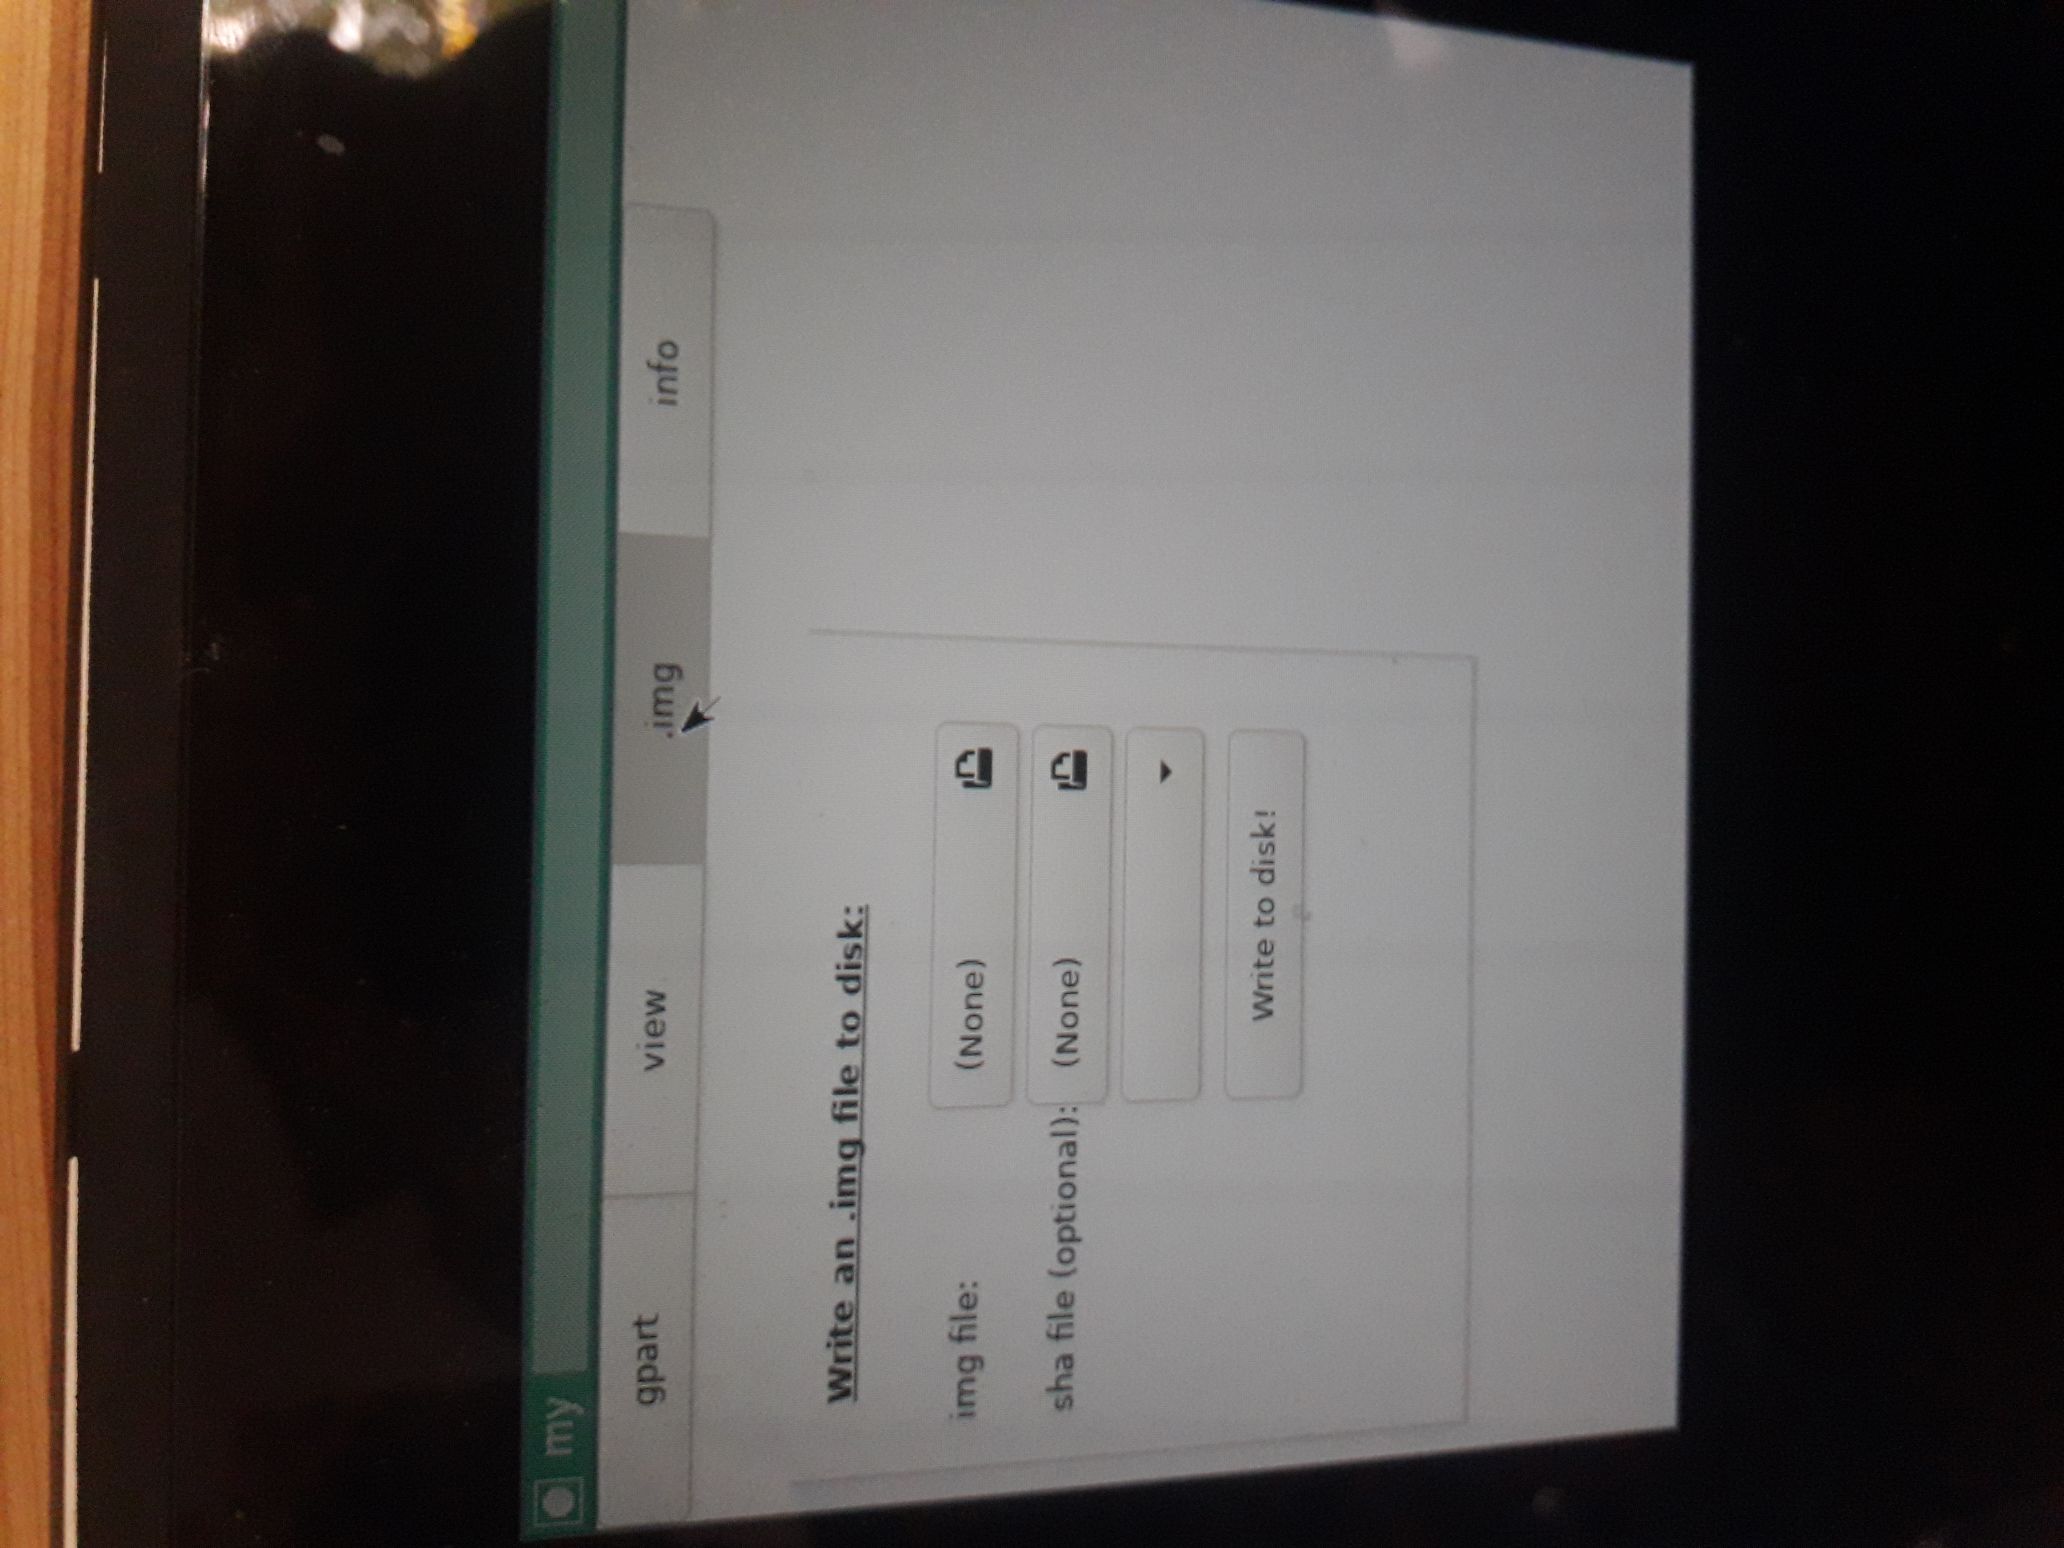 my
gpart view .img info
Write an .img file to disk:
img file: (None)
sha file (optional): (None)
Write to disk!